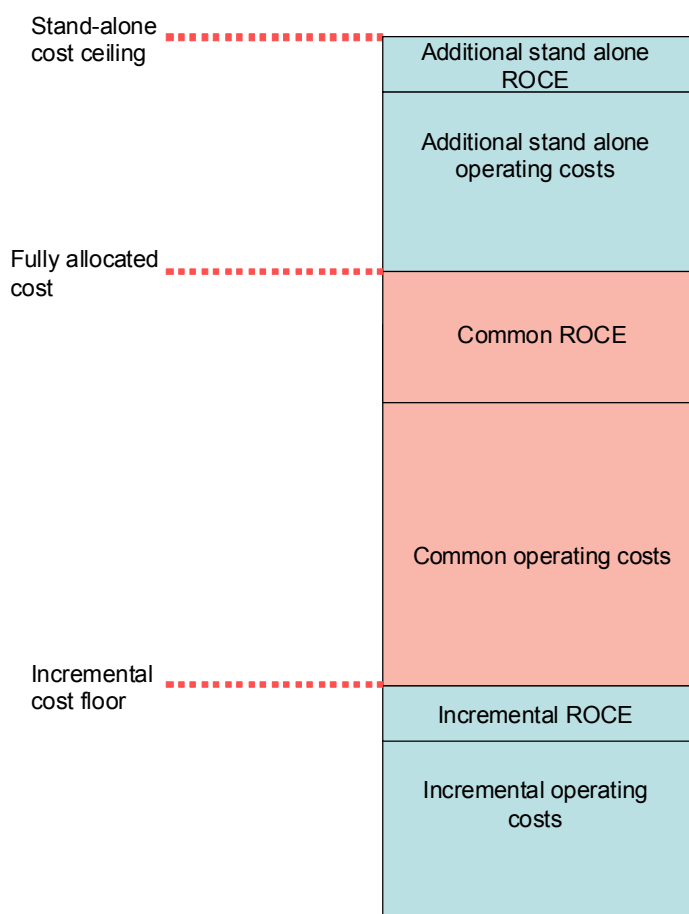 Stand-alone
cost ceiling
Additional stand alone
ROCE
Additional stand alone
operating costs
Fully allocated
cost
Common ROCE
Common operating costs
Incremental
cost floor
Incremental ROCE
Incremental operating
costs